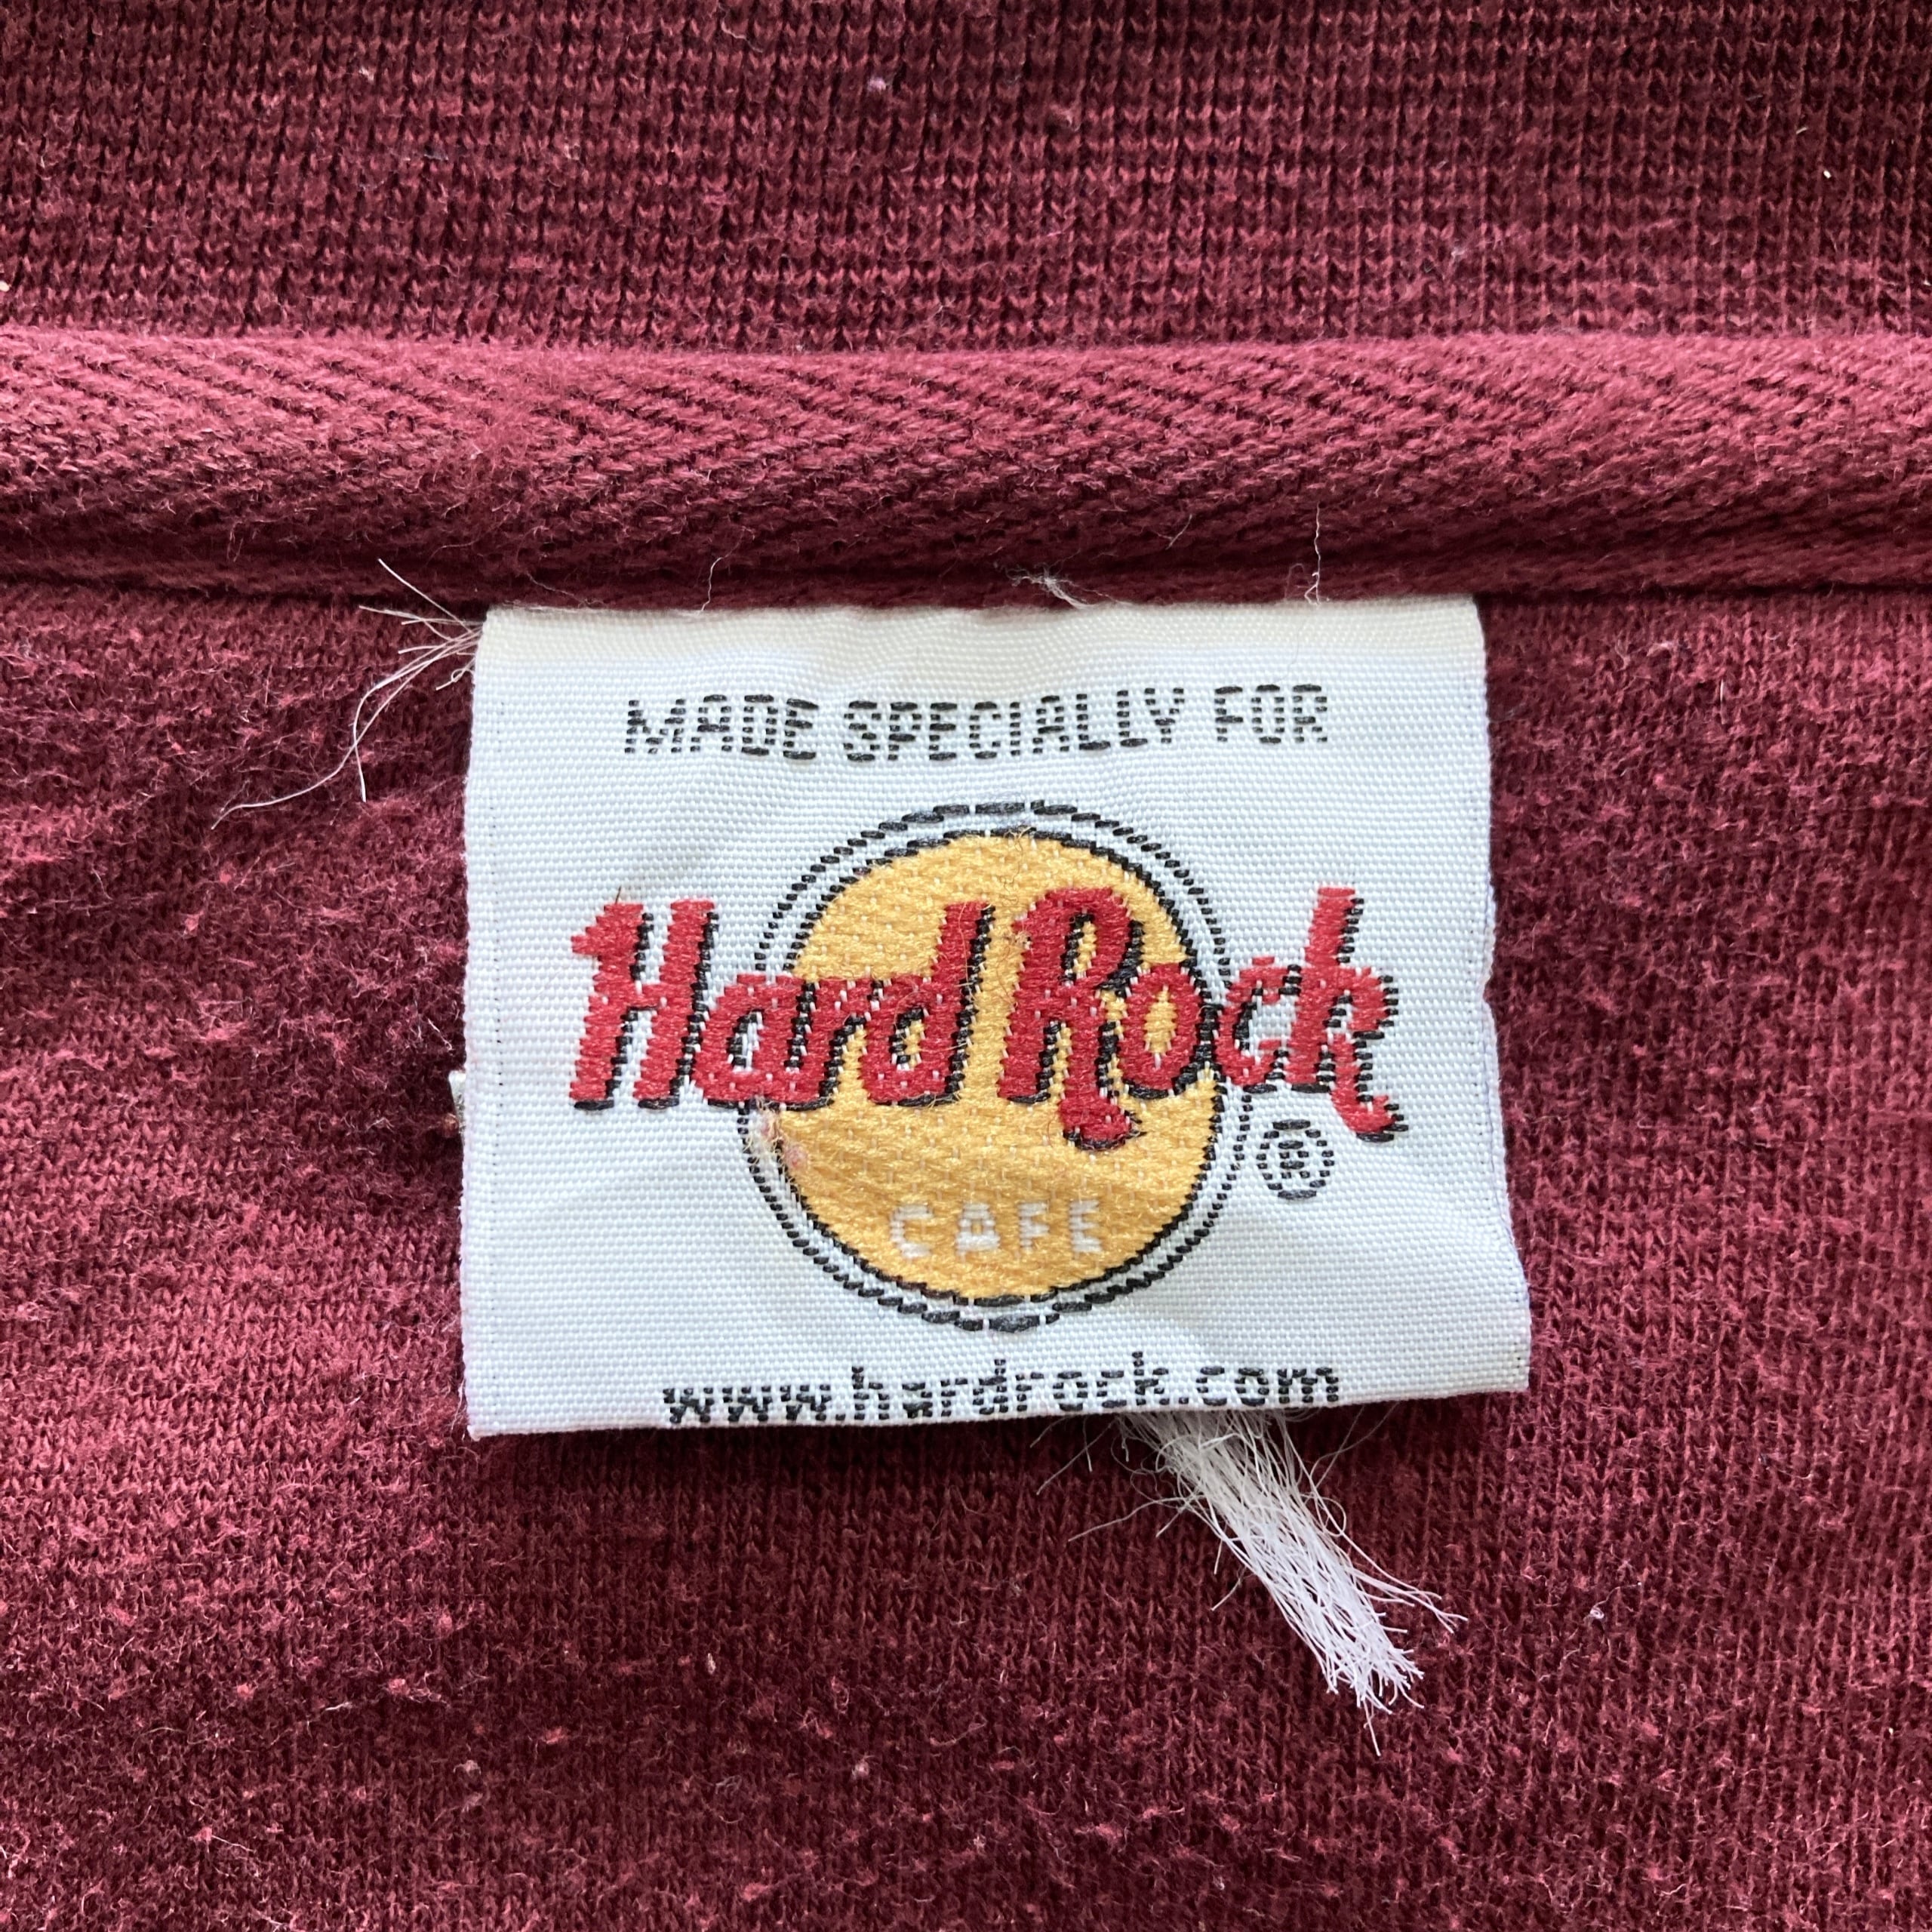 MADE SPECIALLY FOR
Hard Rock
®
CAFE
www.hardrock.com